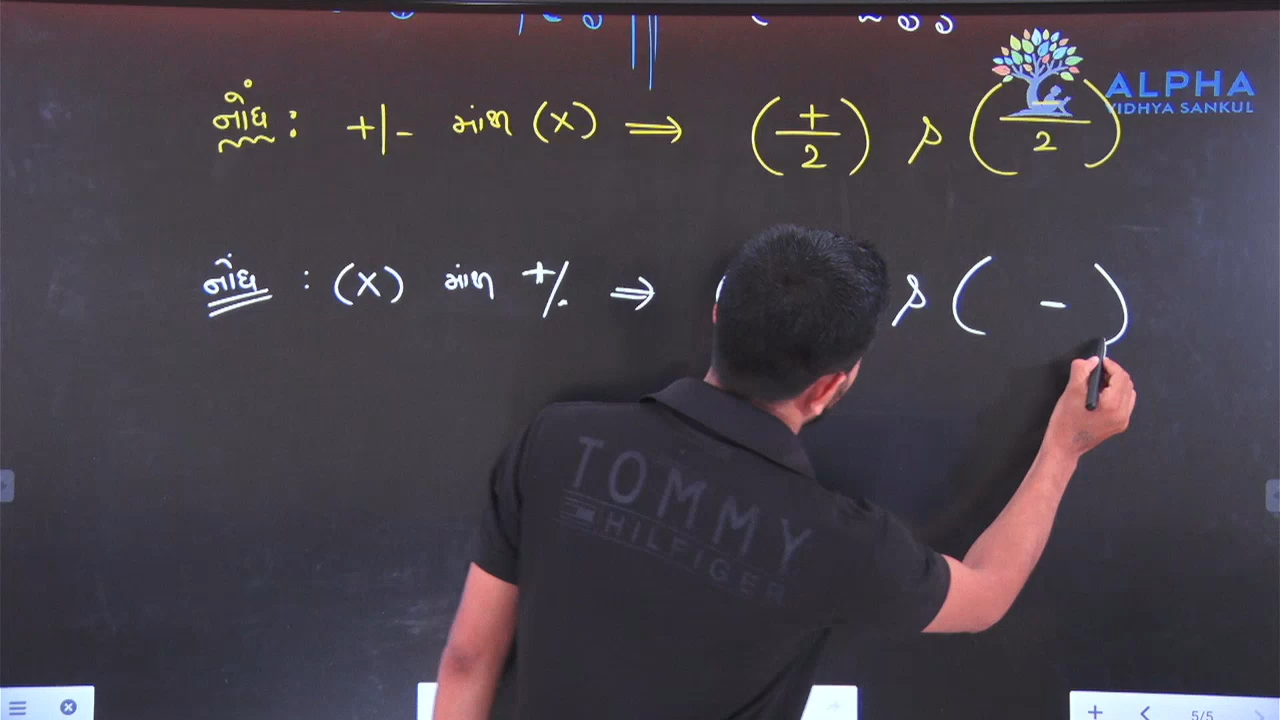 ALPHA
VIDHYA SANKUL
નોંધ : +/- માંથી (x) ⇒ (+/2) ≥ (-/2)
નોંધ : (x) માંથી +/- ⇒ ( ( - )
TOMMY
HILFIGER
5/5